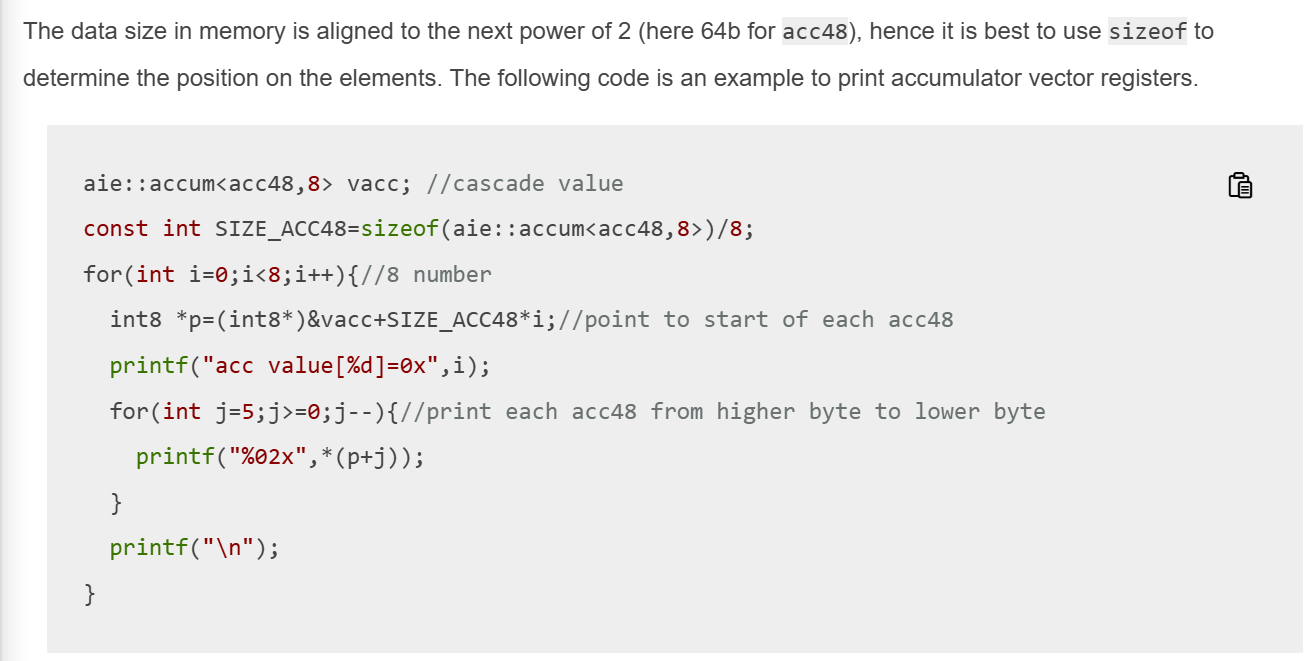 The data size in memory is aligned to the next power of 2 (here 64b for acc48), hence it is best to use sizeof to
determine the position on the elements. The following code is an example to print accumulator vector registers.
aie::accum<acc48,8> vacc; //cascade value
const int SIZE_ACC48=sizeof(aie::accum<acc48,8>)/8;
for(int i=0;i<8;i++){//8 number
  int8 *p=(int8*)&vacc+SIZE_ACC48*i;//point to start of each acc48
  printf("acc value[%d]=0x",i);
  for(int j=5;j>=0;j--){//print each acc48 from higher byte to lower byte
    printf("%02x",*(p+j));
  }
  printf("\n");
}